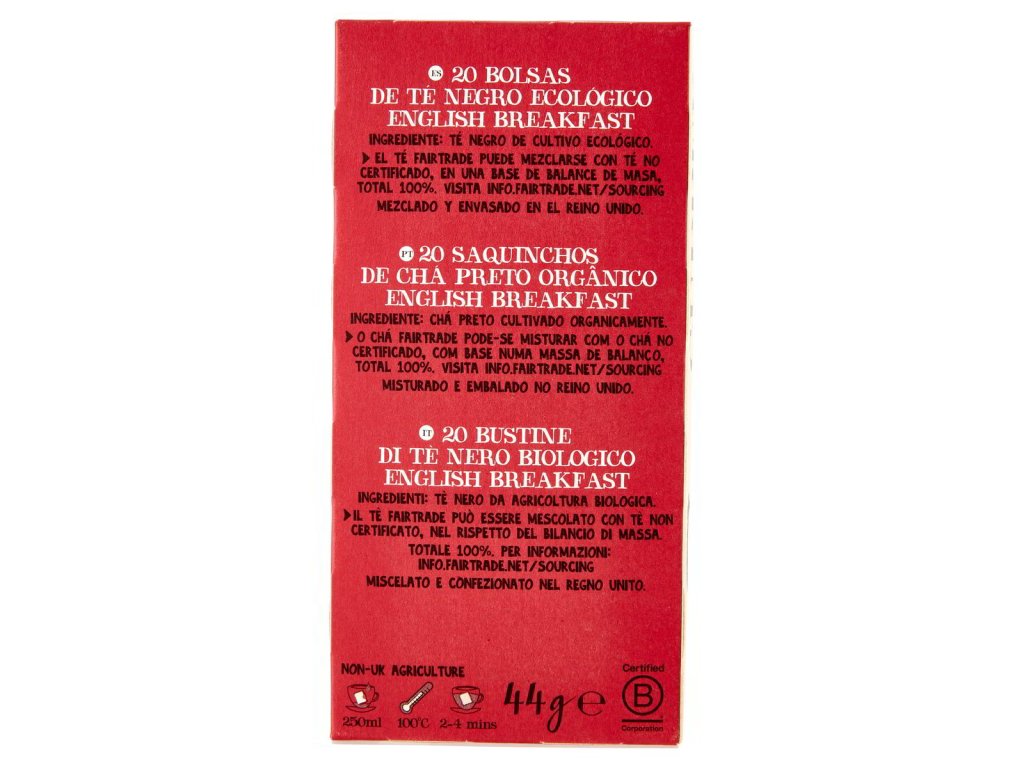 ES 20 BOLSAS
DE TÉ NEGRO ECOLÓGICO
ENGLISH BREAKFAST
INGREDIENTE: TÉ NEGRO DE CULTIVO ECOLÓGICO.
EL TÉ FAIRTRADE PUEDE MEZCLARSE CON TÉ NO
CERTIFICADO, EN UNA BASE DE BALANCE DE MASA,
TOTAL 100%. VISITA INFO.FAIRTRADE.NET/SOURCING
MEZCLADO Y ENVASADO EN EL REINO UNIDO.
PT 20 SAQUINCHOS
DE CHÁ PRETO ORGÂNICO
ENGLISH BREAKFAST
INGREDIENTE: CHÁ PRETO CULTIVADO ORGANICAMENTE.
O CHÁ FAIRTRADE PODE-SE MISTURAR COM O CHÁ NO
CERTIFICADO, COM BASE NUMA MASSA DE BALANÇO,
TOTAL 100%. VISITA INFO.FAIRTRADE.NET/SOURCING
MISTURADO E EMBALADO NO REINO UNIDO.
IT 20 BUSTINE
DI TÈ NERO BIOLOGICO
ENGLISH BREAKFAST
INGREDIENTI: TÈ NERO DA AGRICOLTURA BIOLOGICA.
IL TÈ FAIRTRADE PUÒ ESSERE MESCOLATO CON TÈ NON
CERTIFICATO, NEL RISPETTO DEL BILANCIO DI MASSA.
TOTALE 100%. PER INFORMAZIONI:
INFO.FAIRTRADE.NET/SOURCING
MISCELATO E CONFEZIONATO NEL REGNO UNITO.
NON-UK AGRICULTURE
250ml 100°C 2-4 mins
44g e
Certified
B
Corporation